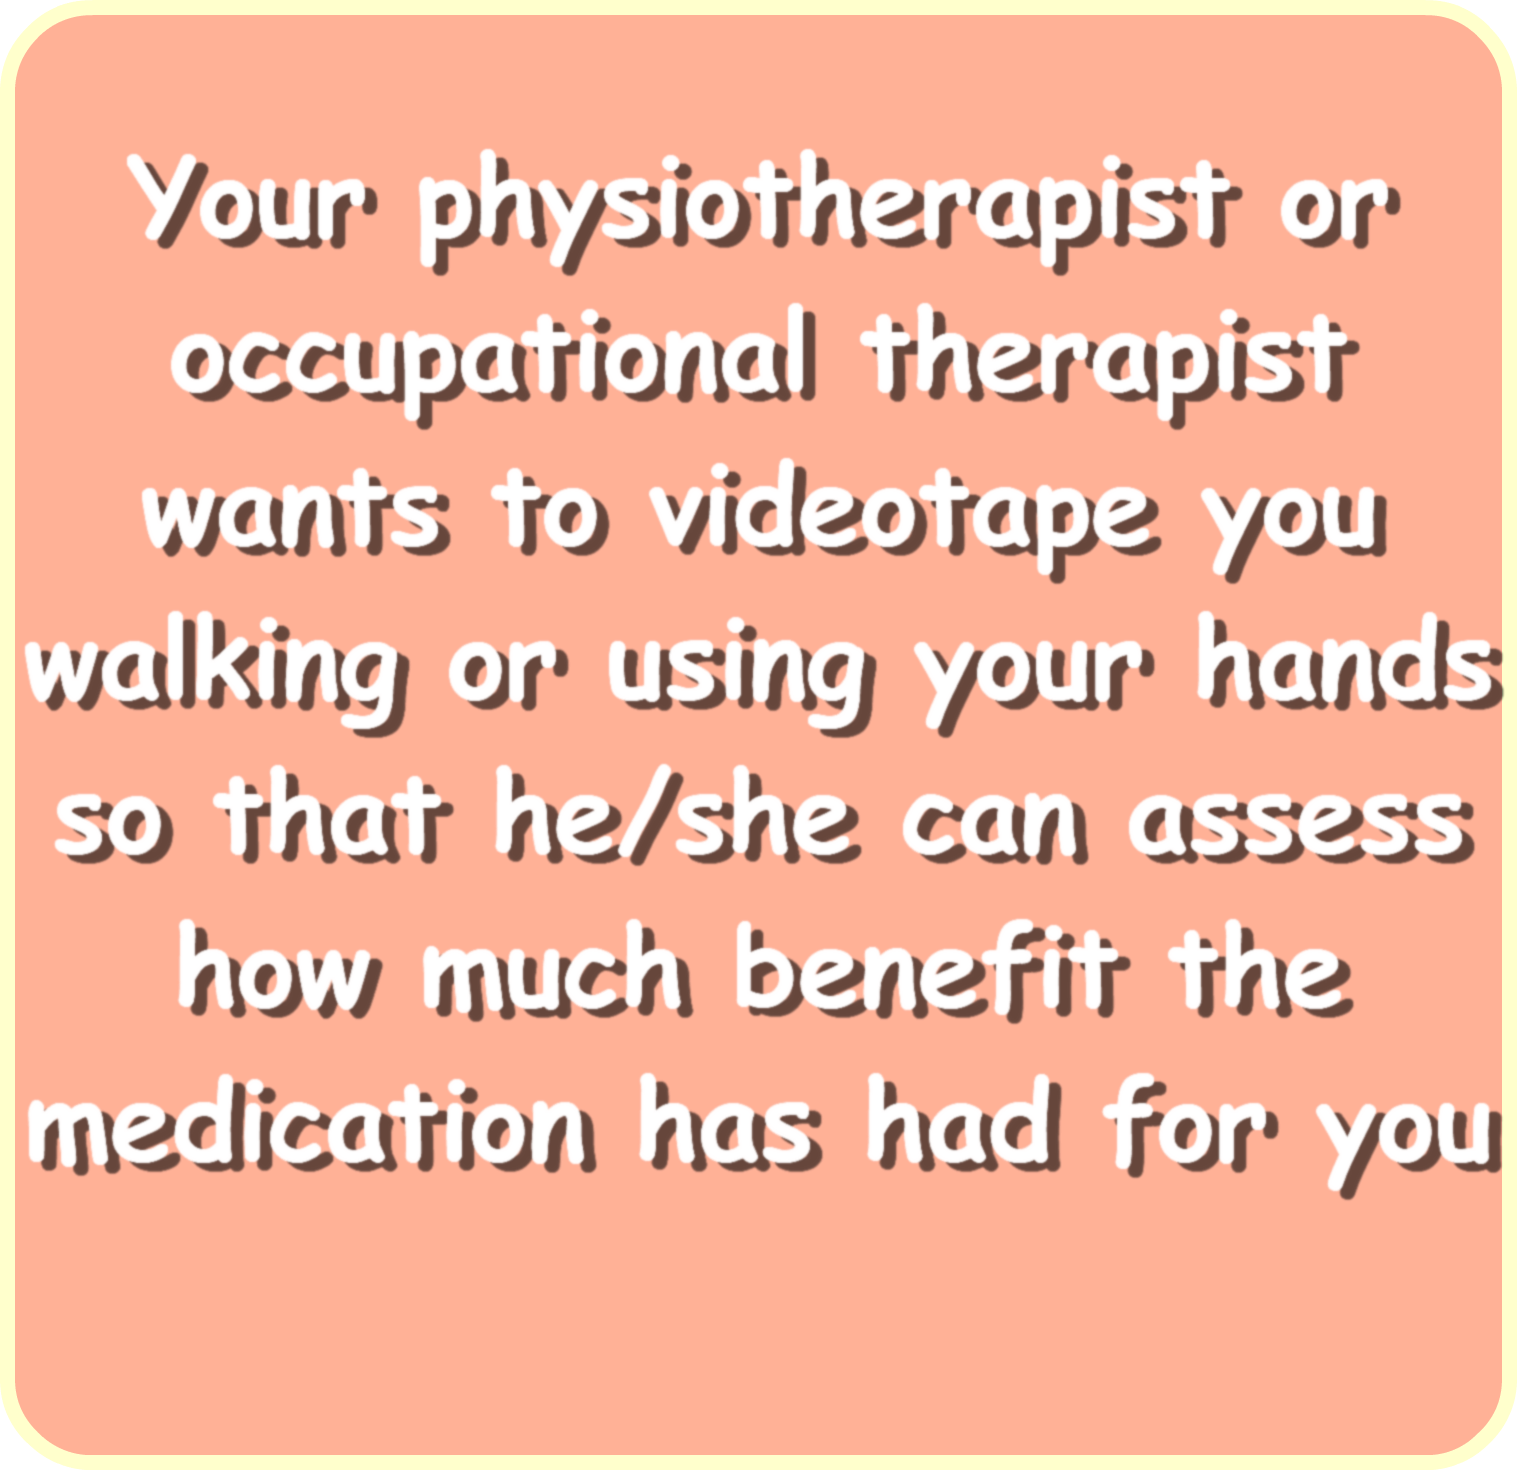 Your physiotherapist or
occupational therapist
wants to videotape you
walking or using your hands
so that he/she can assess
how much benefit the
medication has had for you